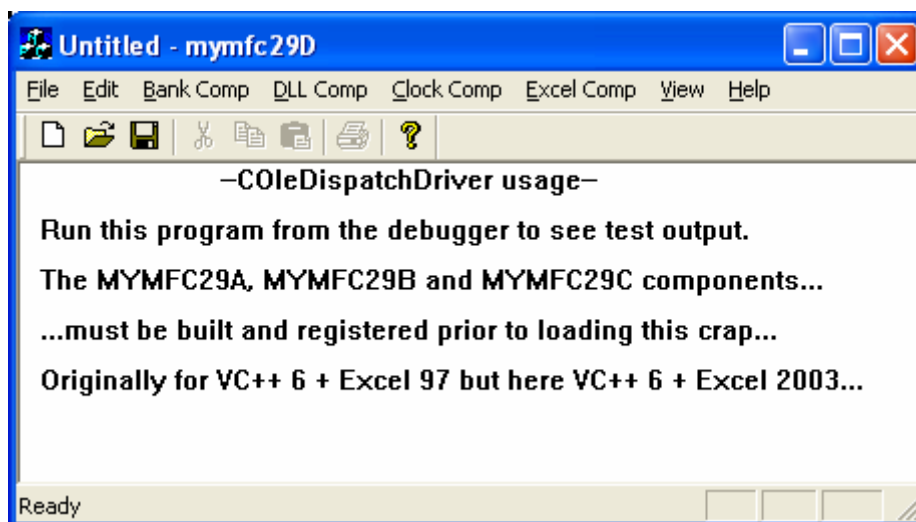 Untitled - mymfc29D
File Edit Bank Comp DLL Comp Clock Comp Excel Comp View Help
–COleDispatchDriver usage–
Run this program from the debugger to see test output.
The MYMFC29A, MYMFC29B and MYMFC29C components...
...must be built and registered prior to loading this crap...
Originally for VC++ 6 + Excel 97 but here VC++ 6 + Excel 2003...
Ready